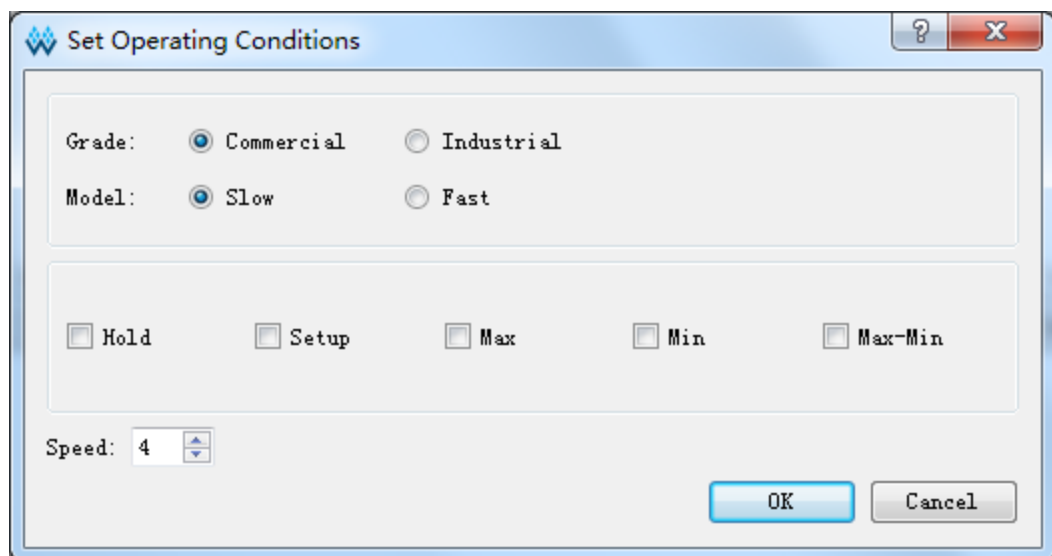 Set Operating Conditions
Grade: Commercial Industrial
Model: Slow Fast
Hold Setup Max Min Max-Min
Speed: 4
OK Cancel